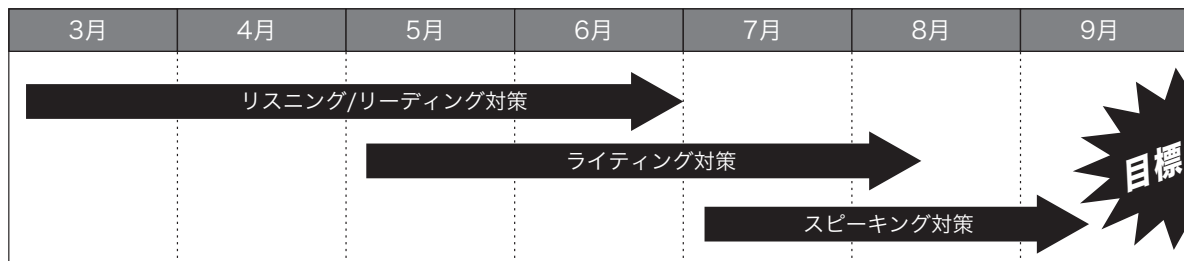 3月 4月 5月 6月 7月 8月 9月
リスニング/リーディング対策
ライティング対策
目標
スピーキング対策